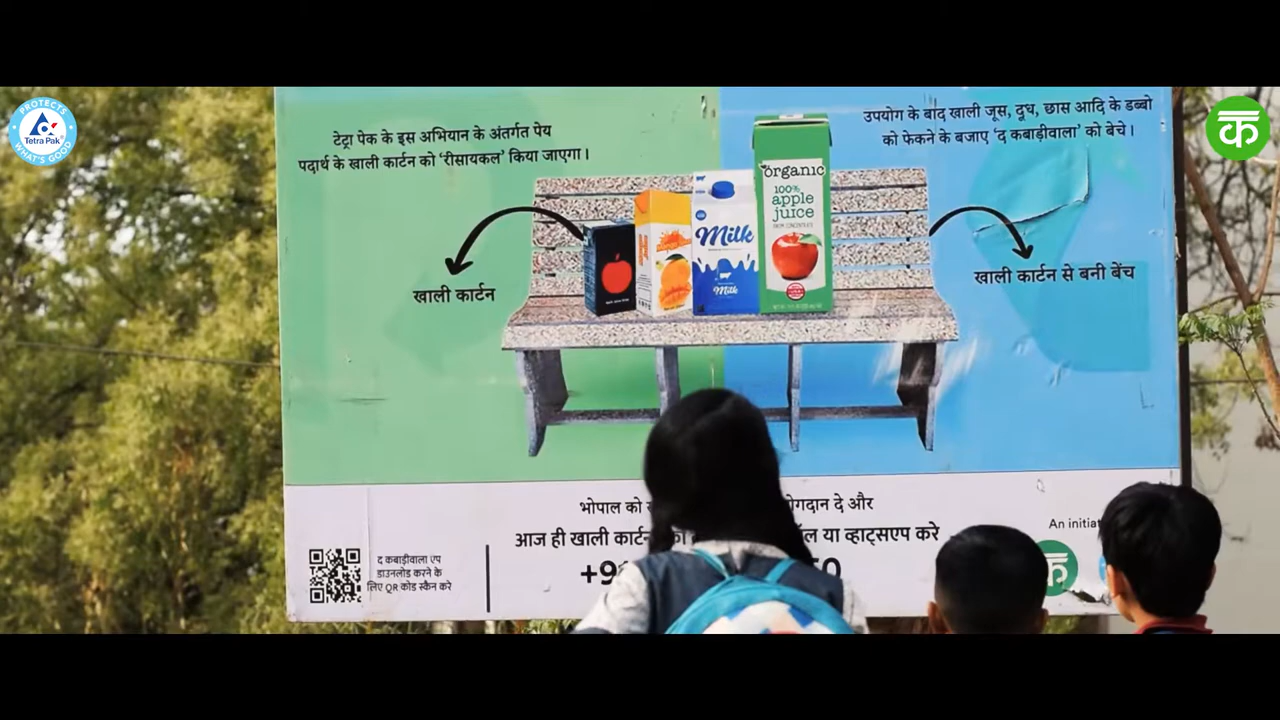 PROTECTS
Tetra Pak
WHAT'S GOOD
क
टेट्रा पेक के इस अभियान के अंतर्गत पेय
पदार्थ के खाली कार्टन को 'रीसायकल' किया जाएगा।
उपयोग के बाद खाली जूस, दूध, छास आदि के डब्बो
को फेकने के बजाए 'द कबाड़ीवाला' को बेचे।
खाली कार्टन
खाली कार्टन से बनी बेंच
organic
100%
apple
juice
Milk
Milk
भोपाल को
दे और
आज ही खाली कार्टन
या व्हाट्सएप करे
+9
50
द कबाड़ीवाला एप
डाउनलोड करने के
लिए QR कोड स्कैन करे
An
क